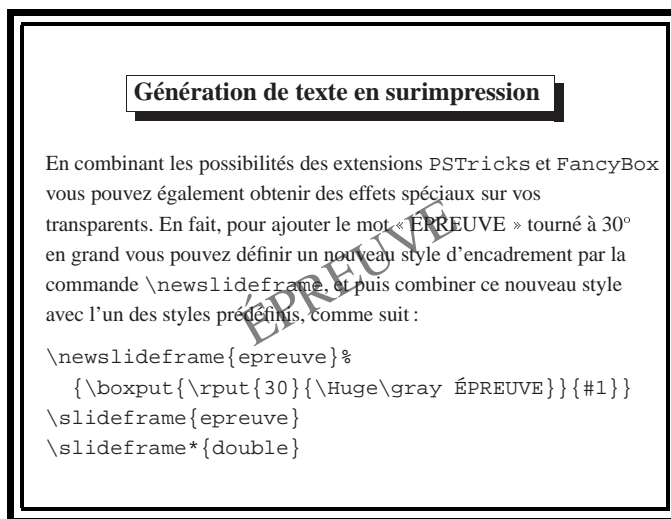 Génération de texte en surimpression
En combinant les possibilités des extensions PSTricks et FancyBox
vous pouvez également obtenir des effets spéciaux sur vos
transparents. En fait, pour ajouter le mot « ÉPREUVE » tourné à 30°
en grand vous pouvez définir un nouveau style d'encadrement par la
commande \newslideframe, et puis combiner ce nouveau style
avec l'un des styles prédéfinis, comme suit :
\newslideframe{epreuve}%
{\boxput{\rput{30}{\Huge\gray ÉPREUVE}}{#1}}
\slideframe{epreuve}
\slideframe*{double}
ÉPREUVE